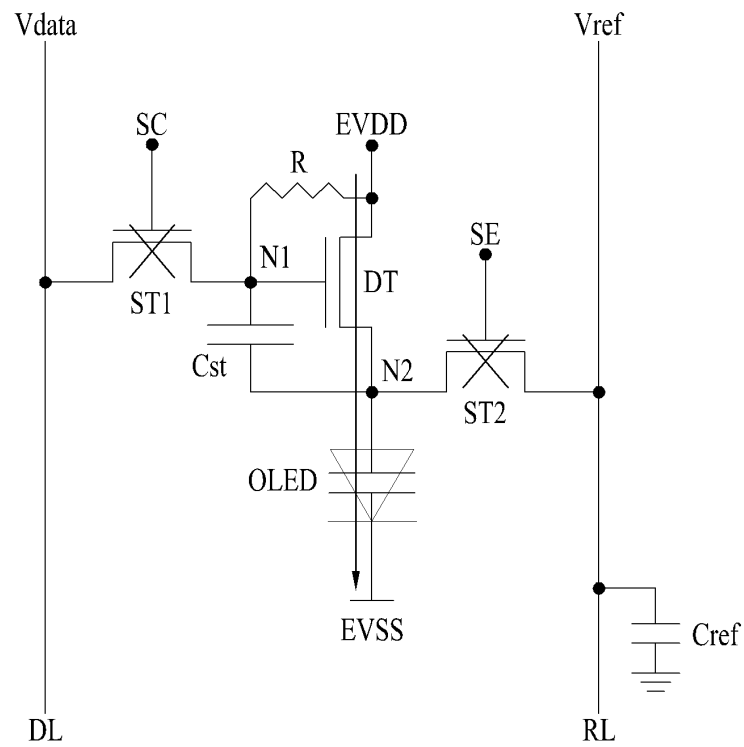 Vdata
Vref
SC
EVDD
R
SE
N1
DT
ST1
Cst
N2
ST2
OLED
EVSS
Cref
DL
RL